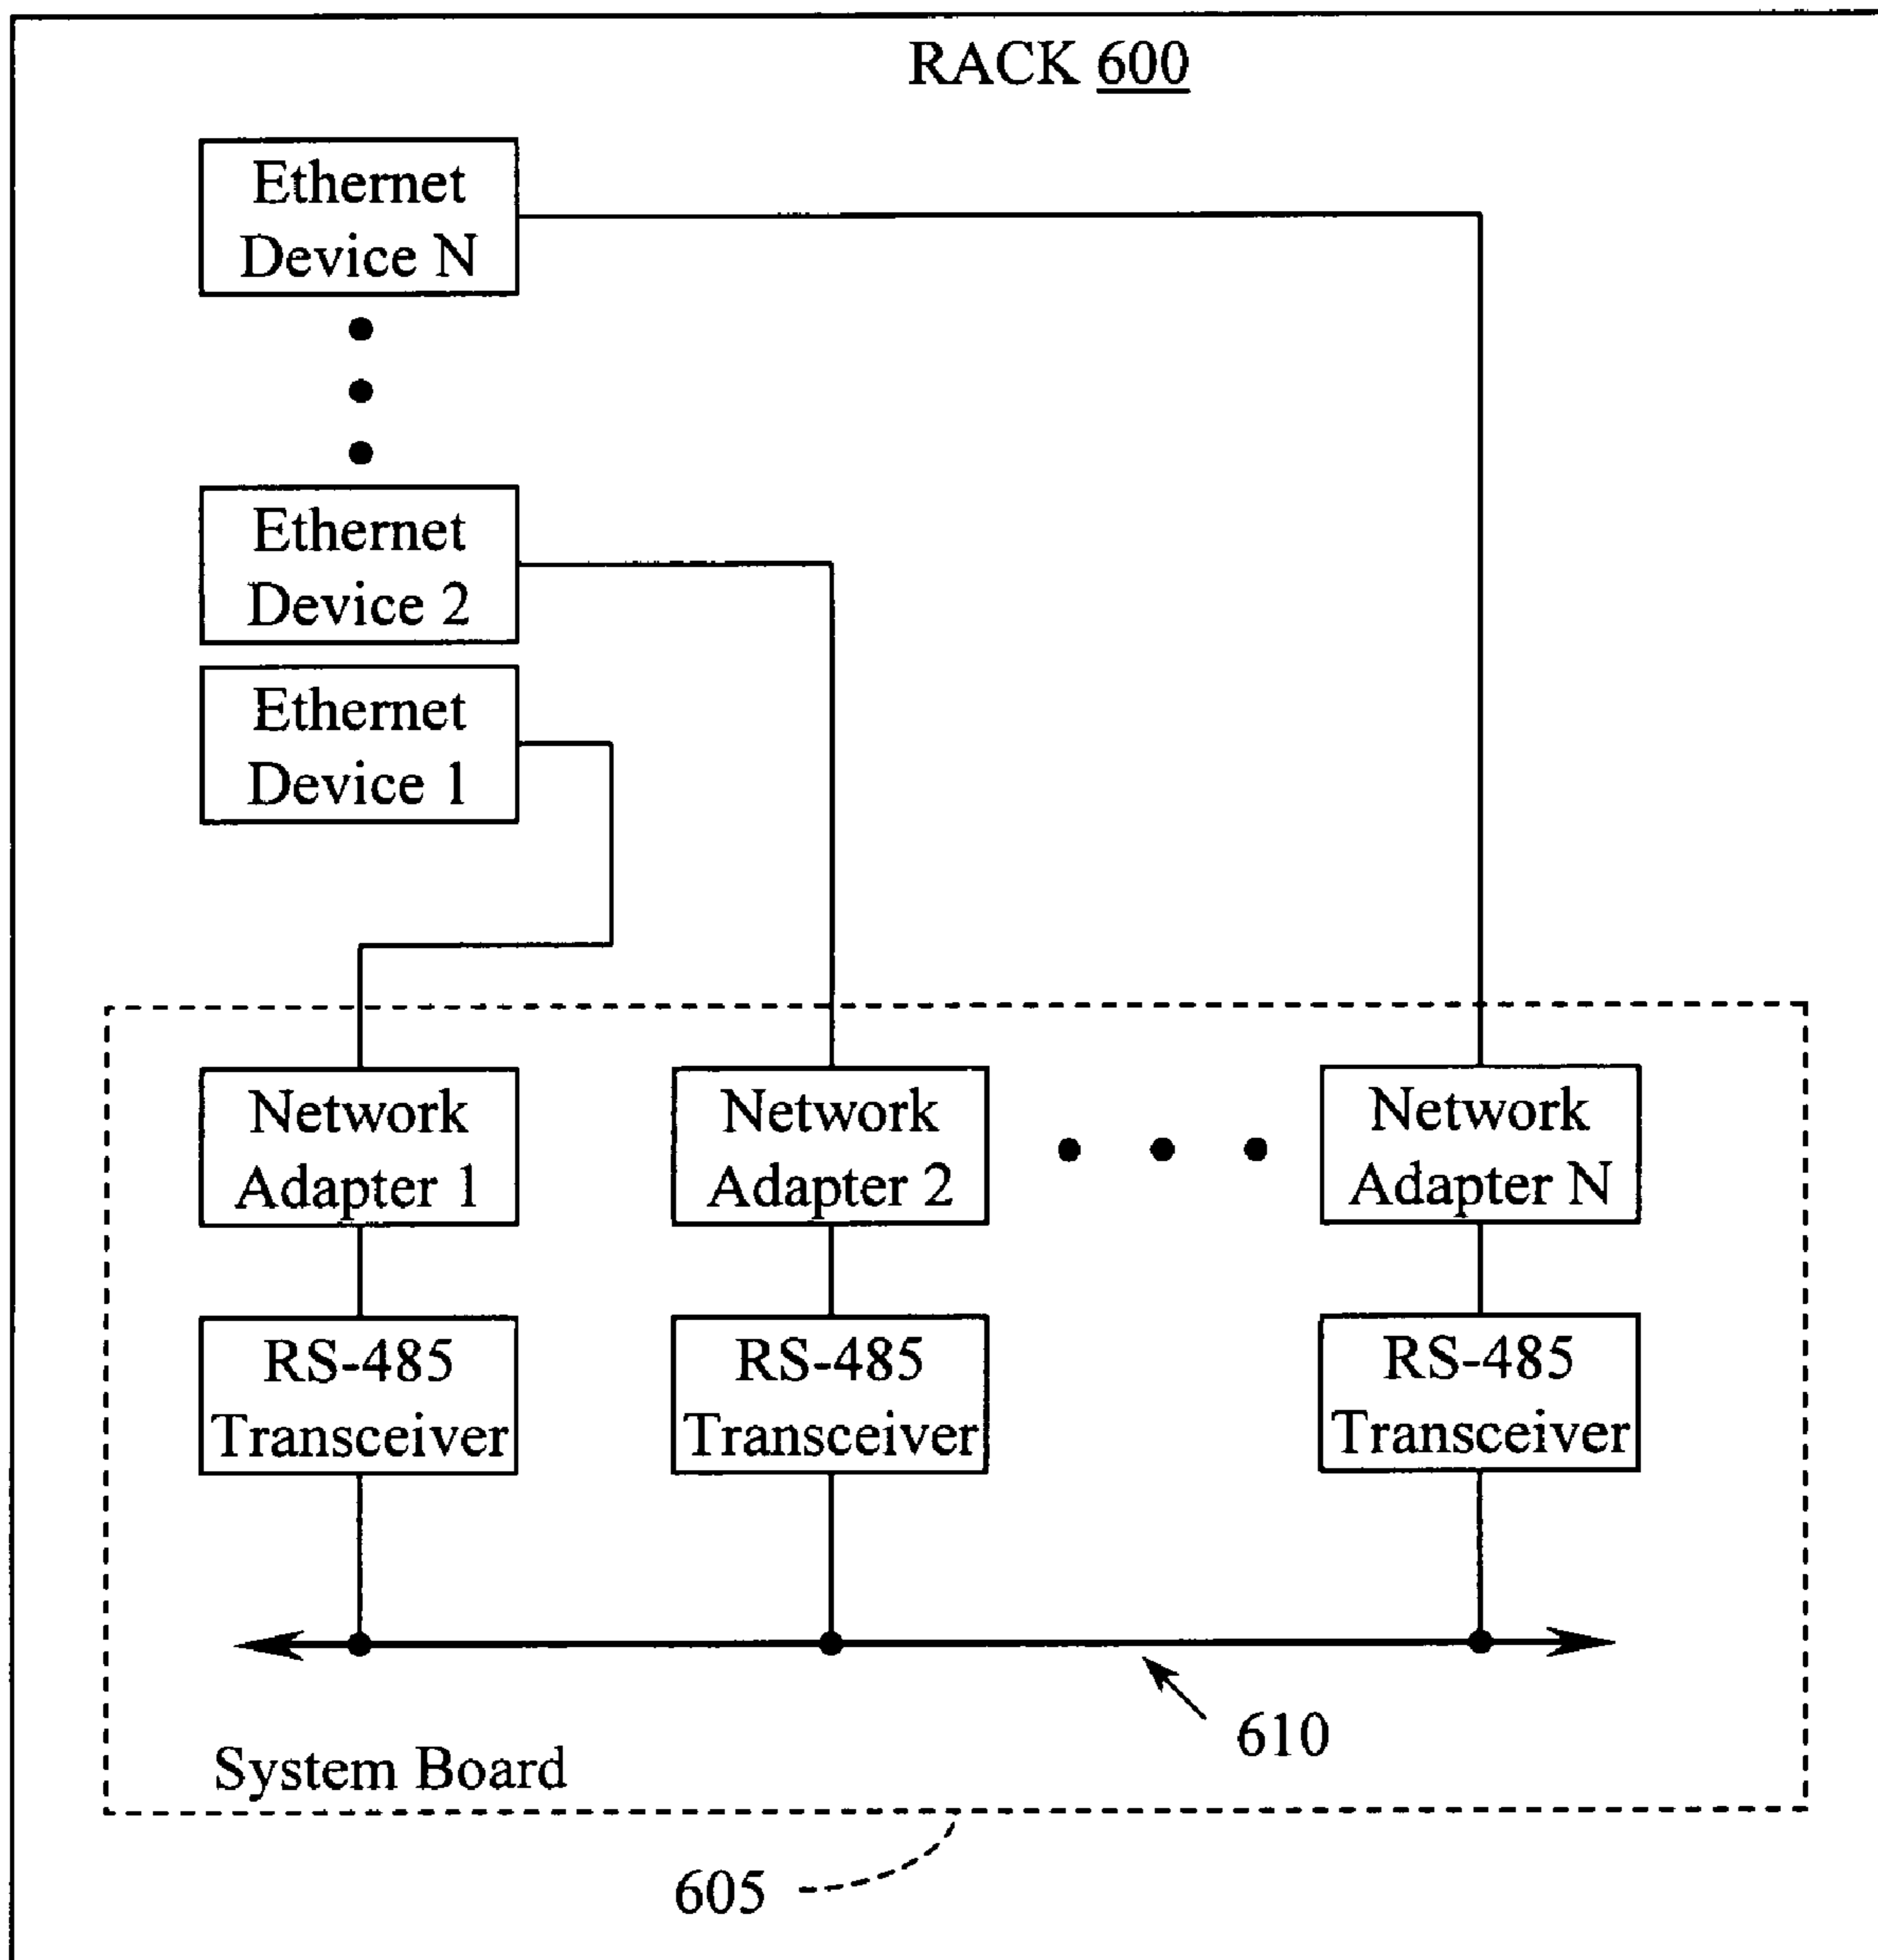 RACK 600
Ethernet
Device N
Ethernet
Device 2
Ethernet
Device 1
Network
Adapter 1
Network
Adapter 2
Network
Adapter N
RS-485
Transceiver
RS-485
Transceiver
RS-485
Transceiver
610
System Board
605